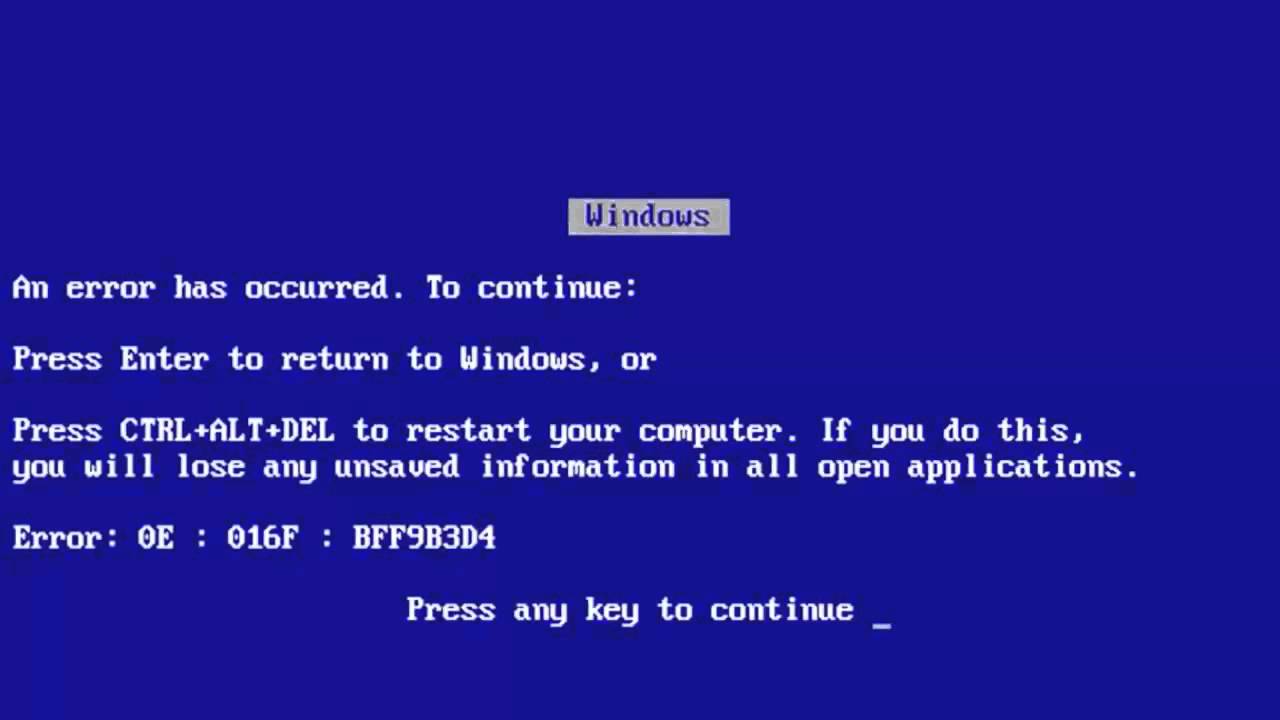 Windows
An error has occurred. To continue:
Press Enter to return to Windows, or
Press CTRL+ALT+DEL to restart your computer. If you do this,
you will lose any unsaved information in all open applications.
Error: 0E : 016F : BFF9B3D4
Press any key to continue _